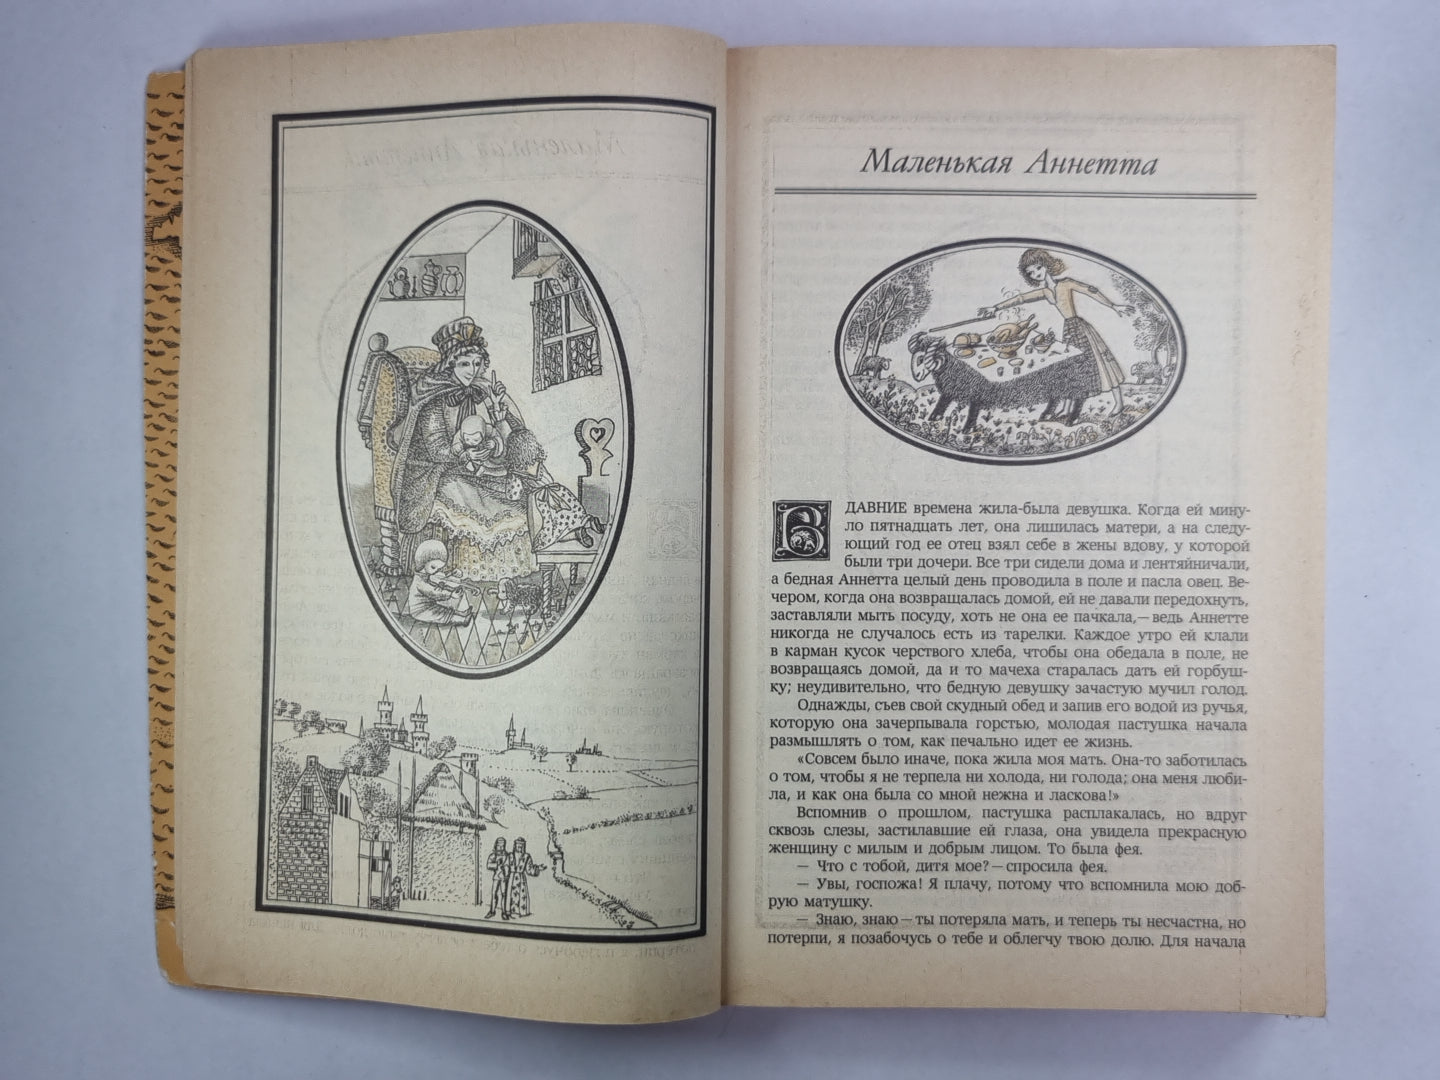 Маленькая Аннетта
В ДАВНИЕ времена жила-была девушка. Когда ей мину-
ло пятнадцать лет, она лишилась матери, а на следу-
ющий год ее отец взял себе в жены вдову, у которой
были три дочери. Все три сидели дома и лентяйничали,
а бедная Аннетта целый день проводила в поле и пасла овец. Ве-
чером, когда она возвращалась домой, ей не давали передохнуть,
заставляли мыть посуду, хоть не она ее пачкала,— ведь Аннетте
никогда не случалось есть из тарелки. Каждое утро ей клали
в карман кусок черствого хлеба, чтобы она обедала в поле, не
возвращаясь домой, да и то мачеха старалась дать ей горбуш-
ку; неудивительно, что бедную девушку зачастую мучил голод.
Однажды, съев свой скудный обед и запив его водой из ручья,
которую она зачерпывала горстью, молодая пастушка начала
размышлять о том, как печально идет ее жизнь.
«Совсем было иначе, пока жила моя мать. Она-то заботилась
о том, чтобы я не терпела ни холода, ни голода; она меня люби-
ла, и как она была со мной нежна и ласкова!»
Вспомнив о прошлом, пастушка расплакалась, но вдруг
сквозь слезы, застилавшие ей глаза, она увидела прекрасную
женщину с милым и добрым лицом. То была фея.
— Что с тобой, дитя мое?— спросила фея.
— Увы, госпожа! Я плачу, потому что вспомнила мою доб-
рую матушку.
— Знаю, знаю — ты потеряла мать, и теперь ты несчастна, но
потерпи, я позабочусь о тебе и облегчу твою долю. Для начала